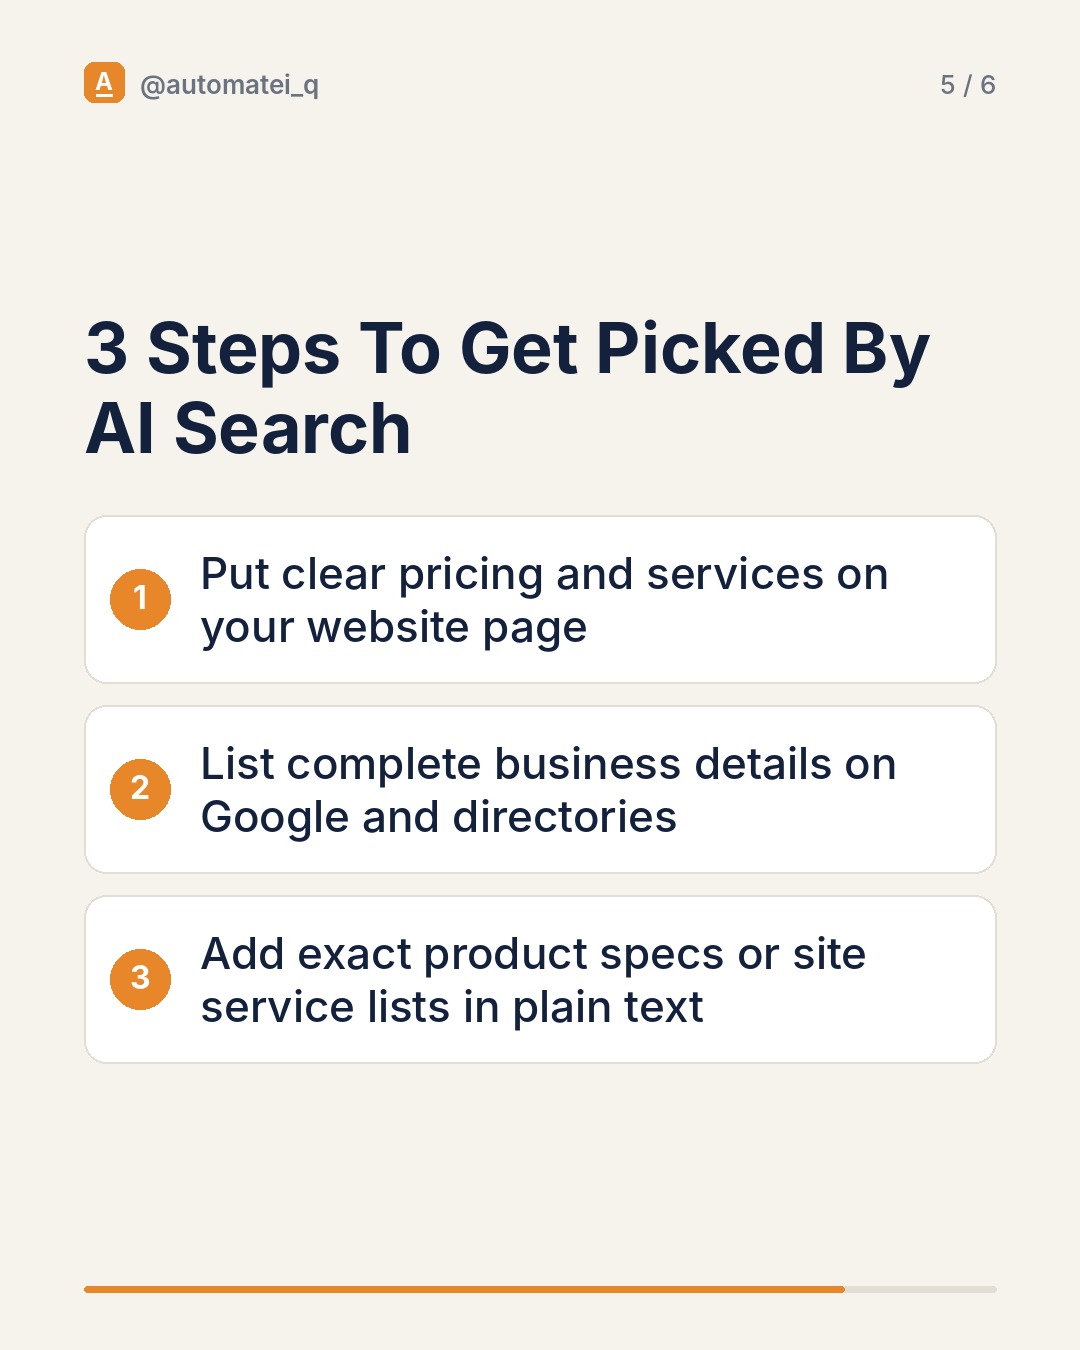 A @automatei_q
5 / 6
3 Steps To Get Picked By
AI Search
1
Put clear pricing and services on
your website page
2
List complete business details on
Google and directories
3
Add exact product specs or site
service lists in plain text